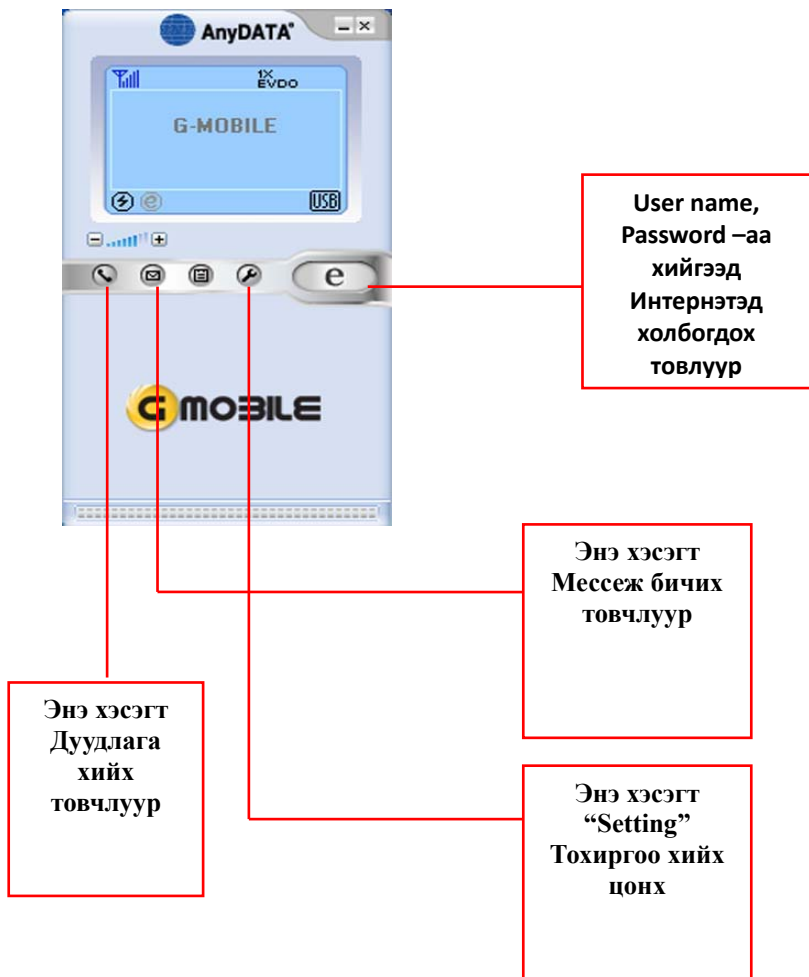 AnyDATA®
1X
EVDO
G-MOBILE
e
USB
e
G MOBILE
User name,
Password –аа
хийгээд
Интернэтэд
холбогдох
товлуур
Энэ хэсэгт
Мессеж бичих
товчлуур
Энэ хэсэгт
Дуудлага
хийх
товчлуур
Энэ хэсэгт
“Setting”
Тохиргоо хийх
цонх